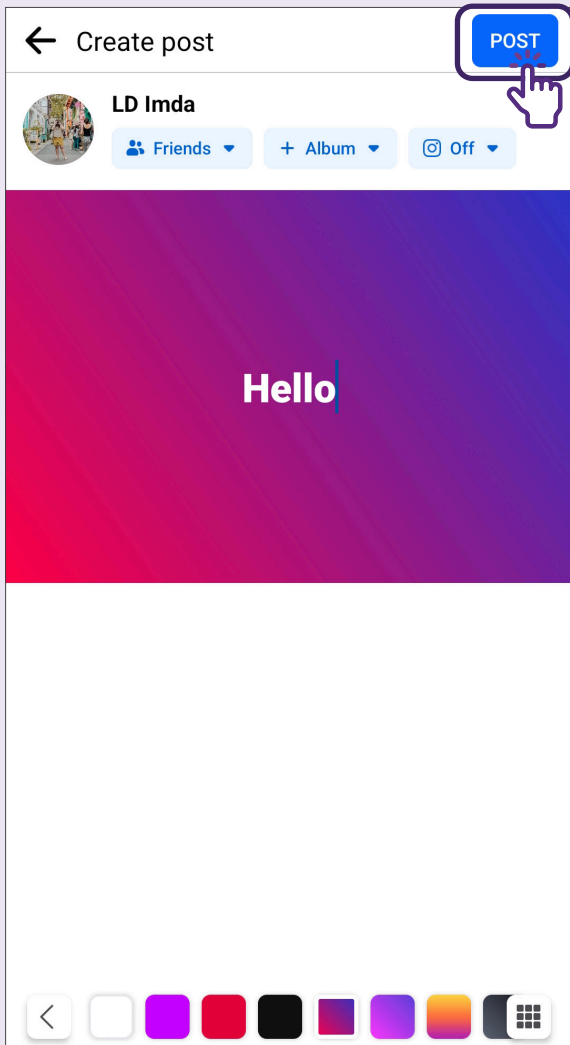 Create post
POST
LD Imda
Friends
+ Album
Off
Hello